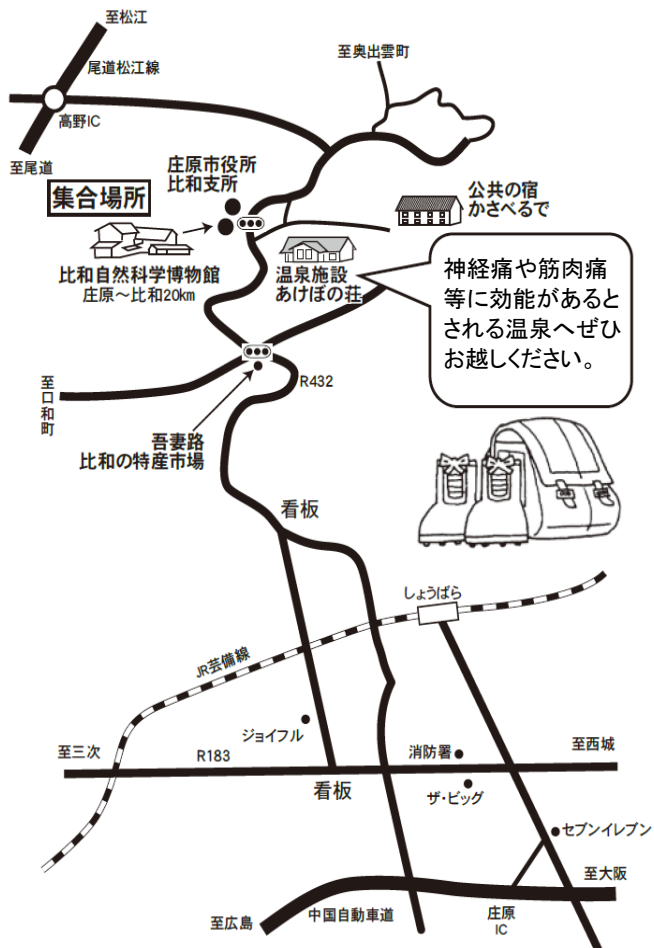 至松江
尾道松江線
至奥出雲町
高野IC
至尾道
庄原市役所
比和支所
集合場所
公共の宿
かさべるで
比和自然科学博物館
庄原～比和20km
温泉施設
あけぼの荘
神経痛や筋肉痛
等に効能があると
される温泉へぜひ
お越しください。
至口和町
R432
吾妻路
比和の特産市場
看板
しょうばら
JR芸備線
ジョイフル
至三次
R183
消防署
至西城
看板
ザ・ビッグ
セブンイレブン
至大阪
至広島
中国自動車道
庄原
IC